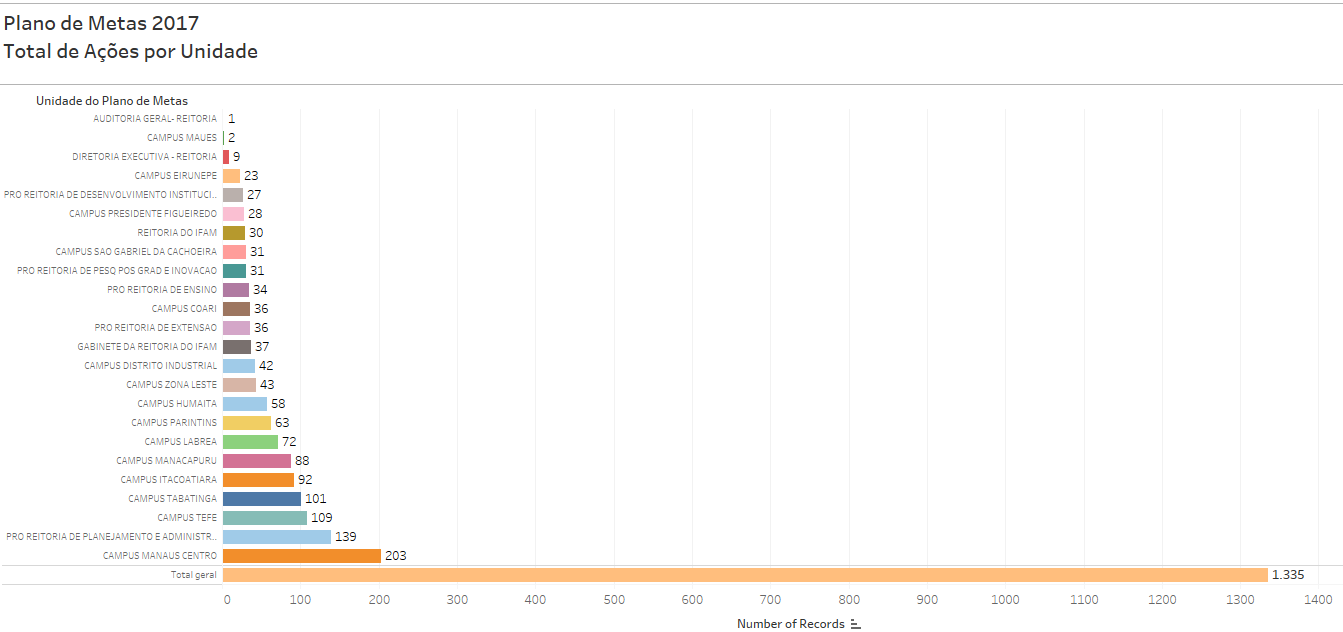 Plano de Metas 2017
Total de Ações por Unidade
Unidade do Plano de Metas
AUDITORIA GERAL- REITORIA 1
CAMPUS MAUES 2
DIRETORIA EXECUTIVA - REITORIA 9
CAMPUS EIRUNEPE 23
PRO REITORIA DE DESENVOLVIMENTO INSTITUCI.. 27
CAMPUS PRESIDENTE FIGUEIREDO 28
REITORIA DO IFAM 30
CAMPUS SAO GABRIEL DA CACHOEIRA 31
PRO REITORIA DE PESQ POS GRAD E INOVACAO 31
PRO REITORIA DE ENSINO 34
CAMPUS COARI 36
PRO REITORIA DE EXTENSAO 36
GABINETE DA REITORIA DO IFAM 37
CAMPUS DISTRITO INDUSTRIAL 42
CAMPUS ZONA LESTE 43
CAMPUS HUMAITA 58
CAMPUS PARINTINS 63
CAMPUS LABREA 72
CAMPUS MANACAPURU 88
CAMPUS ITACOATIARA 92
CAMPUS TABATINGA 101
CAMPUS TEFE 109
PRO REITORIA DE PLANEJAMENTO E ADMINISTR.. 139
CAMPUS MANAUS CENTRO 203
Total geral 1.335
0 100 200 300 400 500 600 700 800 900 1000 1100 1200 1300 1400
Number of Records